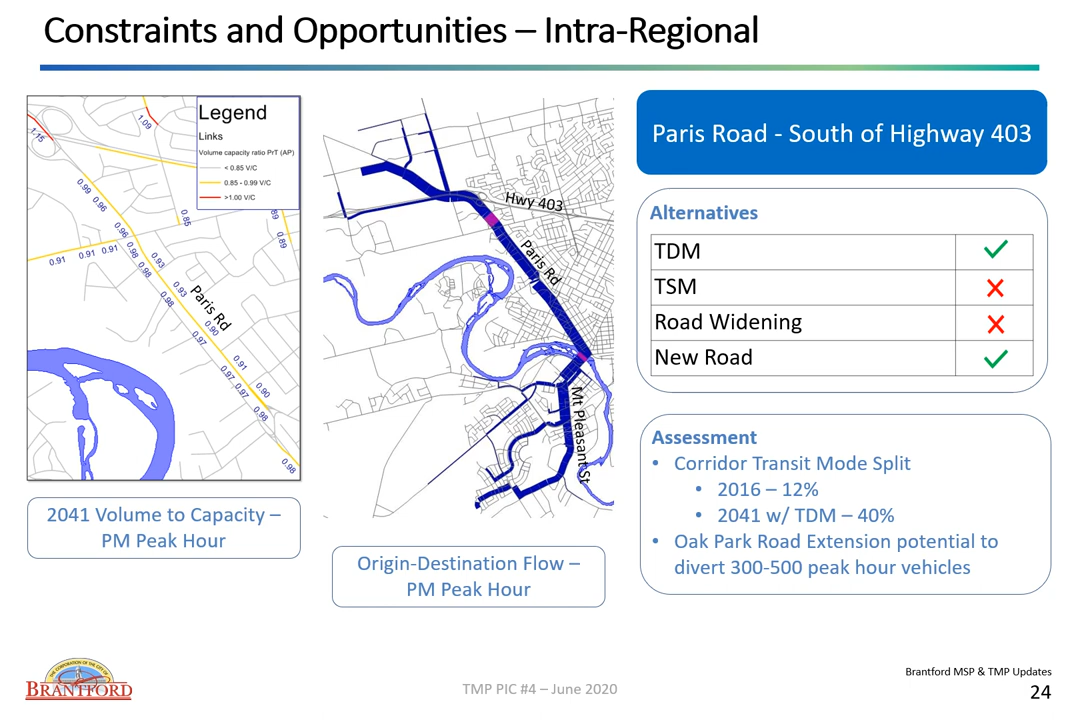 Constraints and Opportunities – Intra-Regional
Legend
Links
Volume capacity ratio PrT (AP)
< 0.85 V/C
0.85 - 0.99 V/C
>1.00 V/C
1.15
1.09
0.99
0.96
0.85
89
0.89
0.96
0.98
0.98
0.91
0.91
0.91
0.93
0.93
0.98
Paris Rd
0.90
0.97
0.91
0.97
0.97
0.90
0.98
0.98
2041 Volume to Capacity –
PM Peak Hour
Hwy 403
Paris Rd
Mt Pleasant St
Origin-Destination Flow –
PM Peak Hour
Paris Road - South of Highway 403
Alternatives
TDM
TSM
Road Widening
New Road
Assessment
• Corridor Transit Mode Split
• 2016 – 12%
• 2041 w/ TDM – 40%
• Oak Park Road Extension potential to
divert 300-500 peak hour vehicles
THE CORPORATION OF THE CITY OF
BRANTFORD
TMP PIC #4 – June 2020
Brantford MSP & TMP Updates
24